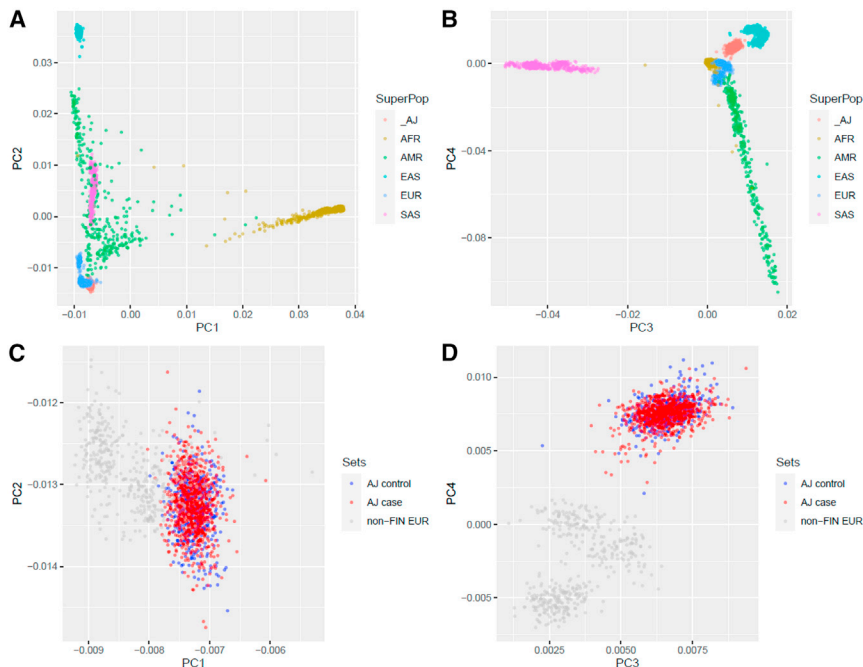 A
0.03
0.02
0.01
0.00
−0.01
PC2
−0.01
0.00
0.01
0.02
0.03
0.04
PC1
SuperPop
_AJ
AFR
AMR
EAS
EUR
SAS
B
0.00
−0.04
−0.08
PC4
−0.04
−0.02
0.00
0.02
PC3
SuperPop
_AJ
AFR
AMR
EAS
EUR
SAS
C
−0.012
−0.013
−0.014
PC2
−0.009
−0.008
−0.007
−0.006
PC1
Sets
AJ control
AJ case
non−FIN EUR
D
0.010
0.005
0.000
−0.005
PC4
0.0025
0.0050
0.0075
PC3
Sets
AJ control
AJ case
non−FIN EUR